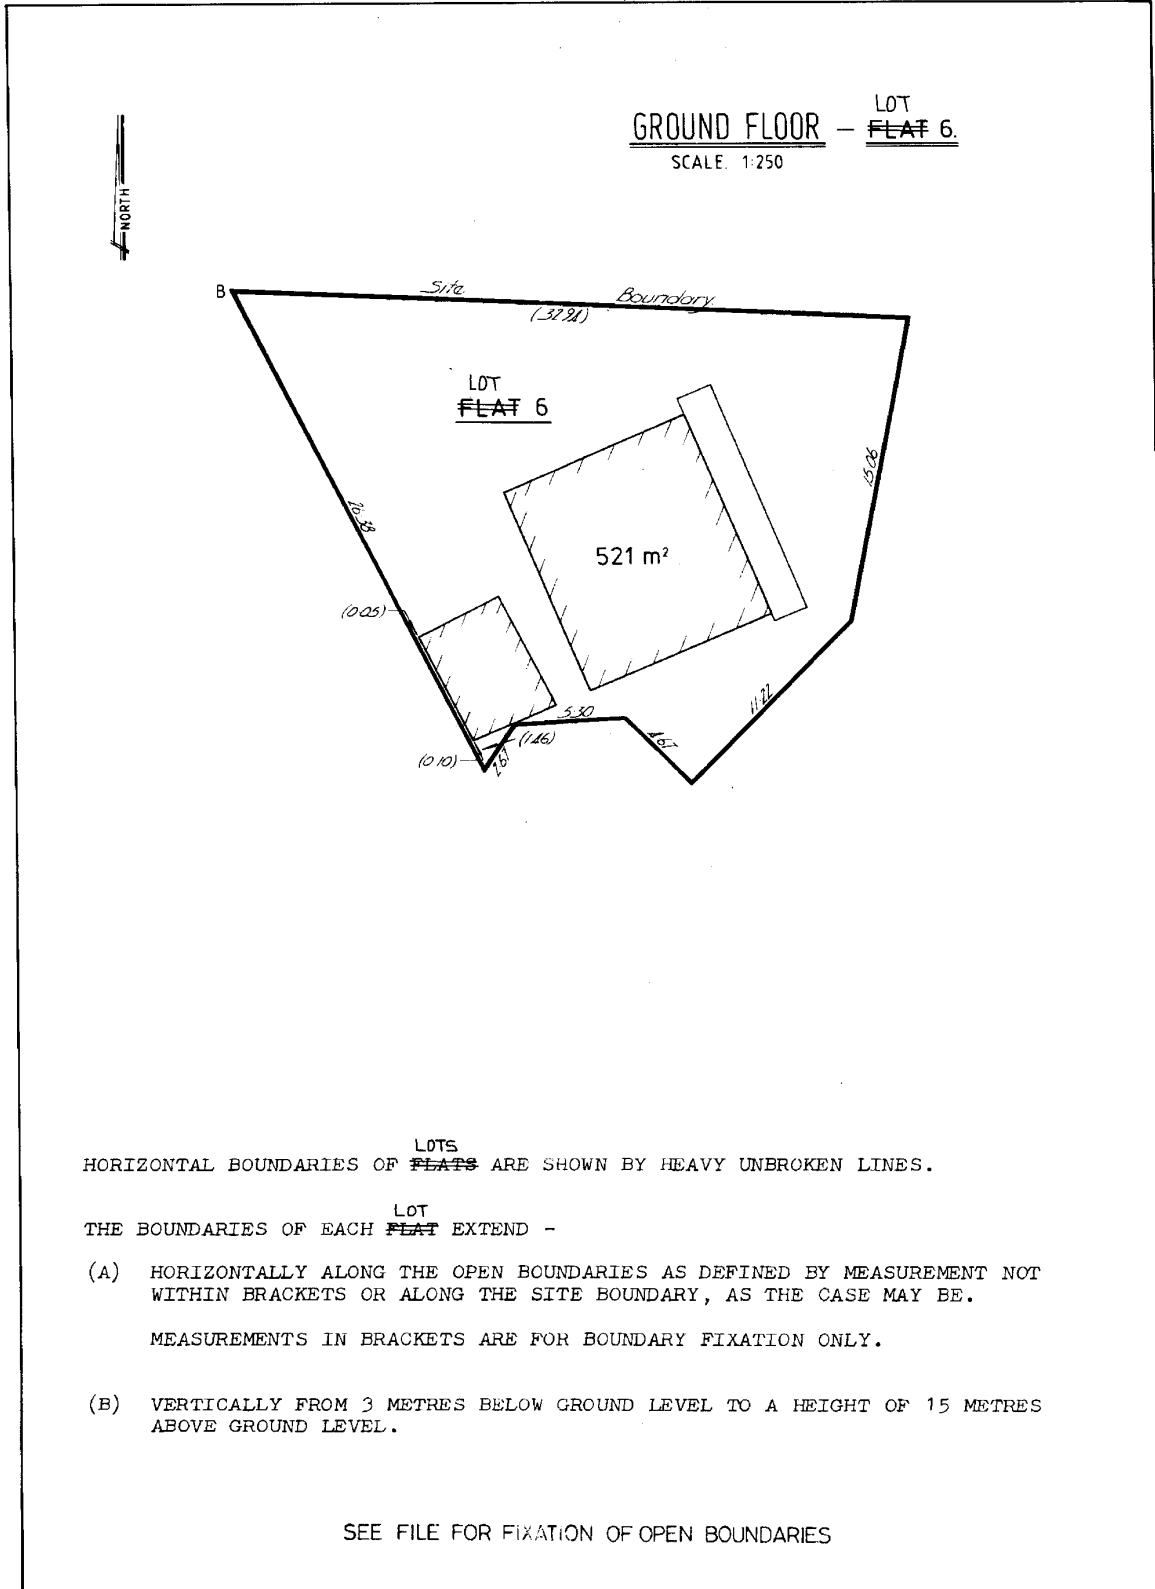 LOT
GROUND FLOOR – FLAT 6.
SCALE. 1:250
NORTH
B
Site Boundary
LOT
FLAT 6
15.06
26.38
521 m²
(0.05)
11.22
5.30
4.67
(1.46)
(0.10)
2.67
LOTS
HORIZONTAL BOUNDARIES OF FLATS ARE SHOWN BY HEAVY UNBROKEN LINES.
LOT
THE BOUNDARIES OF EACH FLAT EXTEND –
(A) HORIZONTALLY ALONG THE OPEN BOUNDARIES AS DEFINED BY MEASUREMENT NOT
WITHIN BRACKETS OR ALONG THE SITE BOUNDARY, AS THE CASE MAY BE.
MEASUREMENTS IN BRACKETS ARE FOR BOUNDARY FIXATION ONLY.
(B) VERTICALLY FROM 3 METRES BELOW GROUND LEVEL TO A HEIGHT OF 15 METRES
ABOVE GROUND LEVEL.
SEE FILE FOR FIXATION OF OPEN BOUNDARIES